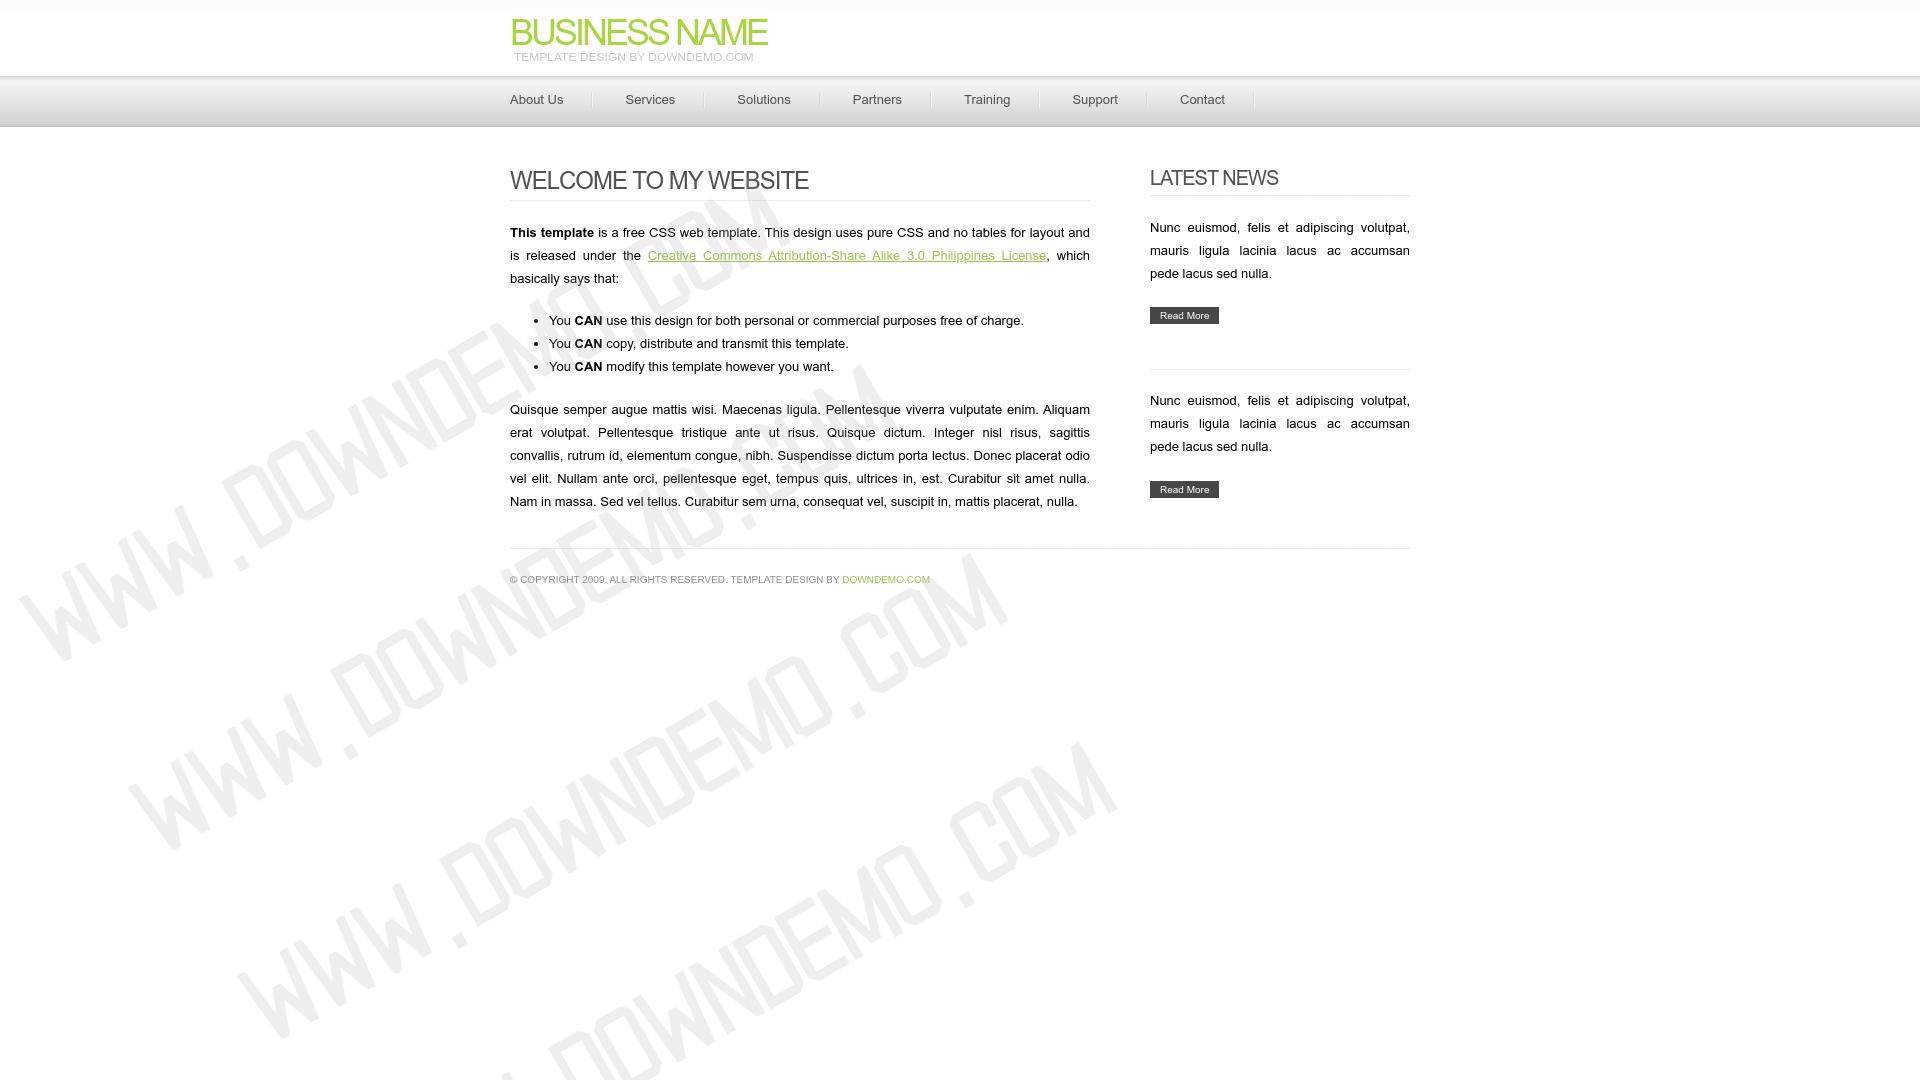 BUSINESS NAME
TEMPLATE DESIGN BY DOWNDEMO.COM
About Us
Services
Solutions
Partners
Training
Support
Contact
WELCOME TO MY WEBSITE
This template is a free CSS web template. This design uses pure CSS and no tables for layout and
is released under the Creative Commons Attribution-Share Alike 3.0 Philippines License, which
basically says that:
• You CAN use this design for both personal or commercial purposes free of charge.
• You CAN copy, distribute and transmit this template.
• You CAN modify this template however you want.
Quisque semper augue mattis wisi. Maecenas ligula. Pellentesque viverra vulputate enim. Aliquam
erat volutpat. Pellentesque tristique ante ut risus. Quisque dictum. Integer nisl risus, sagittis
convallis, rutrum id, elementum congue, nibh. Suspendisse dictum porta lectus. Donec placerat odio
vel elit. Nullam ante orci, pellentesque eget, tempus quis, ultrices in, est. Curabitur sit amet nulla.
Nam in massa. Sed vel tellus. Curabitur sem urna, consequat vel, suscipit in, mattis placerat, nulla.
LATEST NEWS
Nunc euismod, felis et adipiscing volutpat,
mauris ligula lacinia lacus ac accumsan
pede lacus sed nulla.
Read More
Nunc euismod, felis et adipiscing volutpat,
mauris ligula lacinia lacus ac accumsan
pede lacus sed nulla.
Read More
© COPYRIGHT 2009. ALL RIGHTS RESERVED. TEMPLATE DESIGN BY DOWNDEMO.COM
WWW.DOWNDEMO.COM
WWW.DOWNDEMO.COM
WWW.DOWNDEMO.COM
.DOWNDEMO.COM